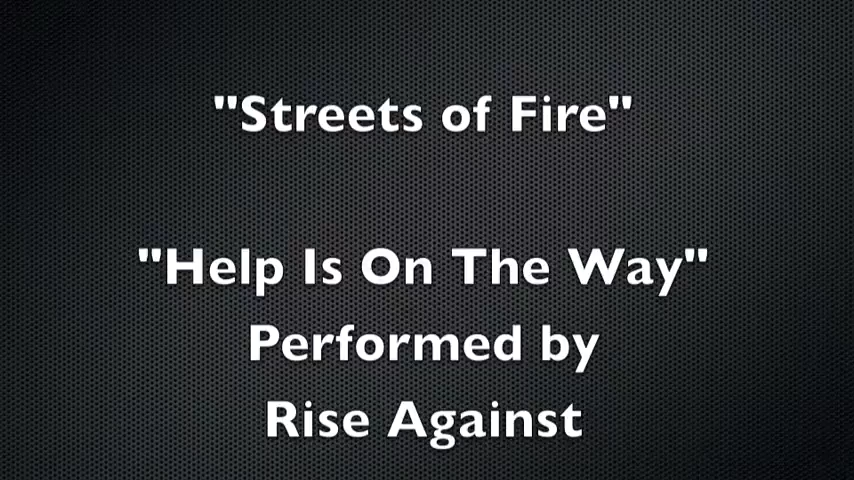 "Streets of Fire"
"Help Is On The Way"
Performed by
Rise Against